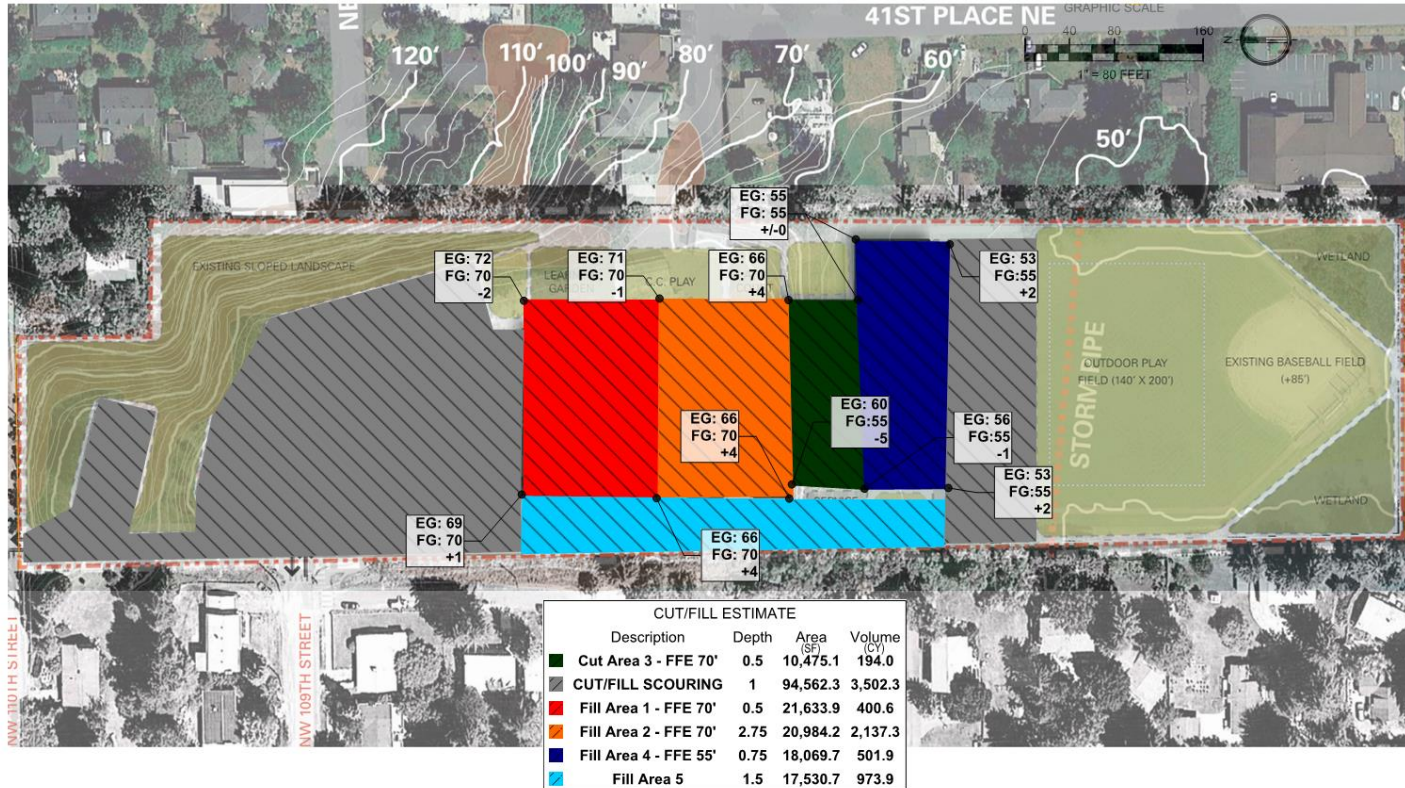 41ST PLACE NE
GRAPHIC SCALE
0 40 80 160
1" = 80 FEET
N
NE
120'
110'
100'
90'
80'
70'
60'
50'
EG: 55
FG: 55
+/-0
EG: 72
FG: 70
-2
EG: 71
FG: 70
-1
EG: 66
FG: 70
+4
EG: 53
FG:55
+2
EXISTING SLOPED LANDSCAPE
GARDEN
C.C. PLAY
WETLAND
STORM PIPE
OUTDOOR PLAY
FIELD (140' X 200')
EXISTING BASEBALL FIELD
(+85')
EG: 66
FG: 70
+4
EG: 60
FG:55
-5
EG: 56
FG:55
-1
EG: 53
FG:55
+2
WETLAND
EG: 69
FG: 70
+1
EG: 66
FG: 70
+4
NW 110TH STREET
NW 109TH STREET
CUT/FILL ESTIMATE
Description Depth Area (SF) Volume (CY)
Cut Area 3 - FFE 70' 0.5 10,475.1 194.0
CUT/FILL SCOURING 1 94,562.3 3,502.3
Fill Area 1 - FFE 70' 0.5 21,633.9 400.6
Fill Area 2 - FFE 70' 2.75 20,984.2 2,137.3
Fill Area 4 - FFE 55' 0.75 18,069.7 501.9
Fill Area 5 1.5 17,530.7 973.9